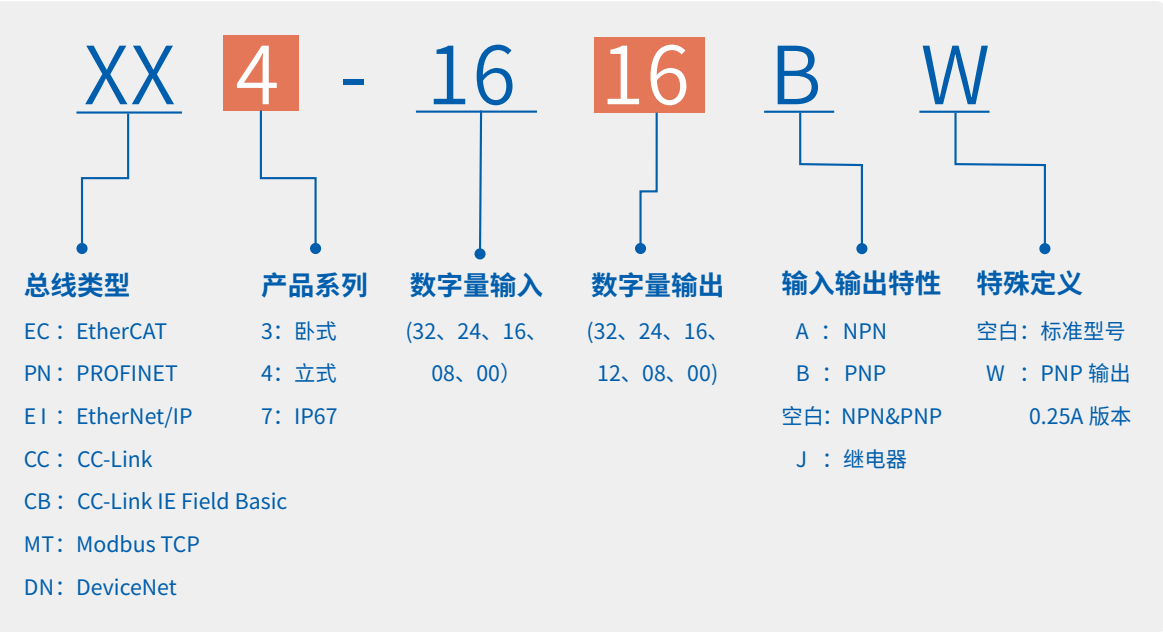 XX 4 - 16 16 B W
总线类型
EC：EtherCAT
PN：PROFINET
EI：EtherNet/IP
CC：CC-Link
CB：CC-Link IE Field Basic
MT：Modbus TCP
DN：DeviceNet
产品系列
3：卧式
4：立式
7：IP67
数字量输入
(32、24、16、
08、00）
数字量输出
(32、24、16、
12、08、00)
输入输出特性
A ：NPN
B ：PNP
空白：NPN&PNP
J ：继电器
特殊定义
空白：标准型号
W ：PNP 输出
0.25A 版本